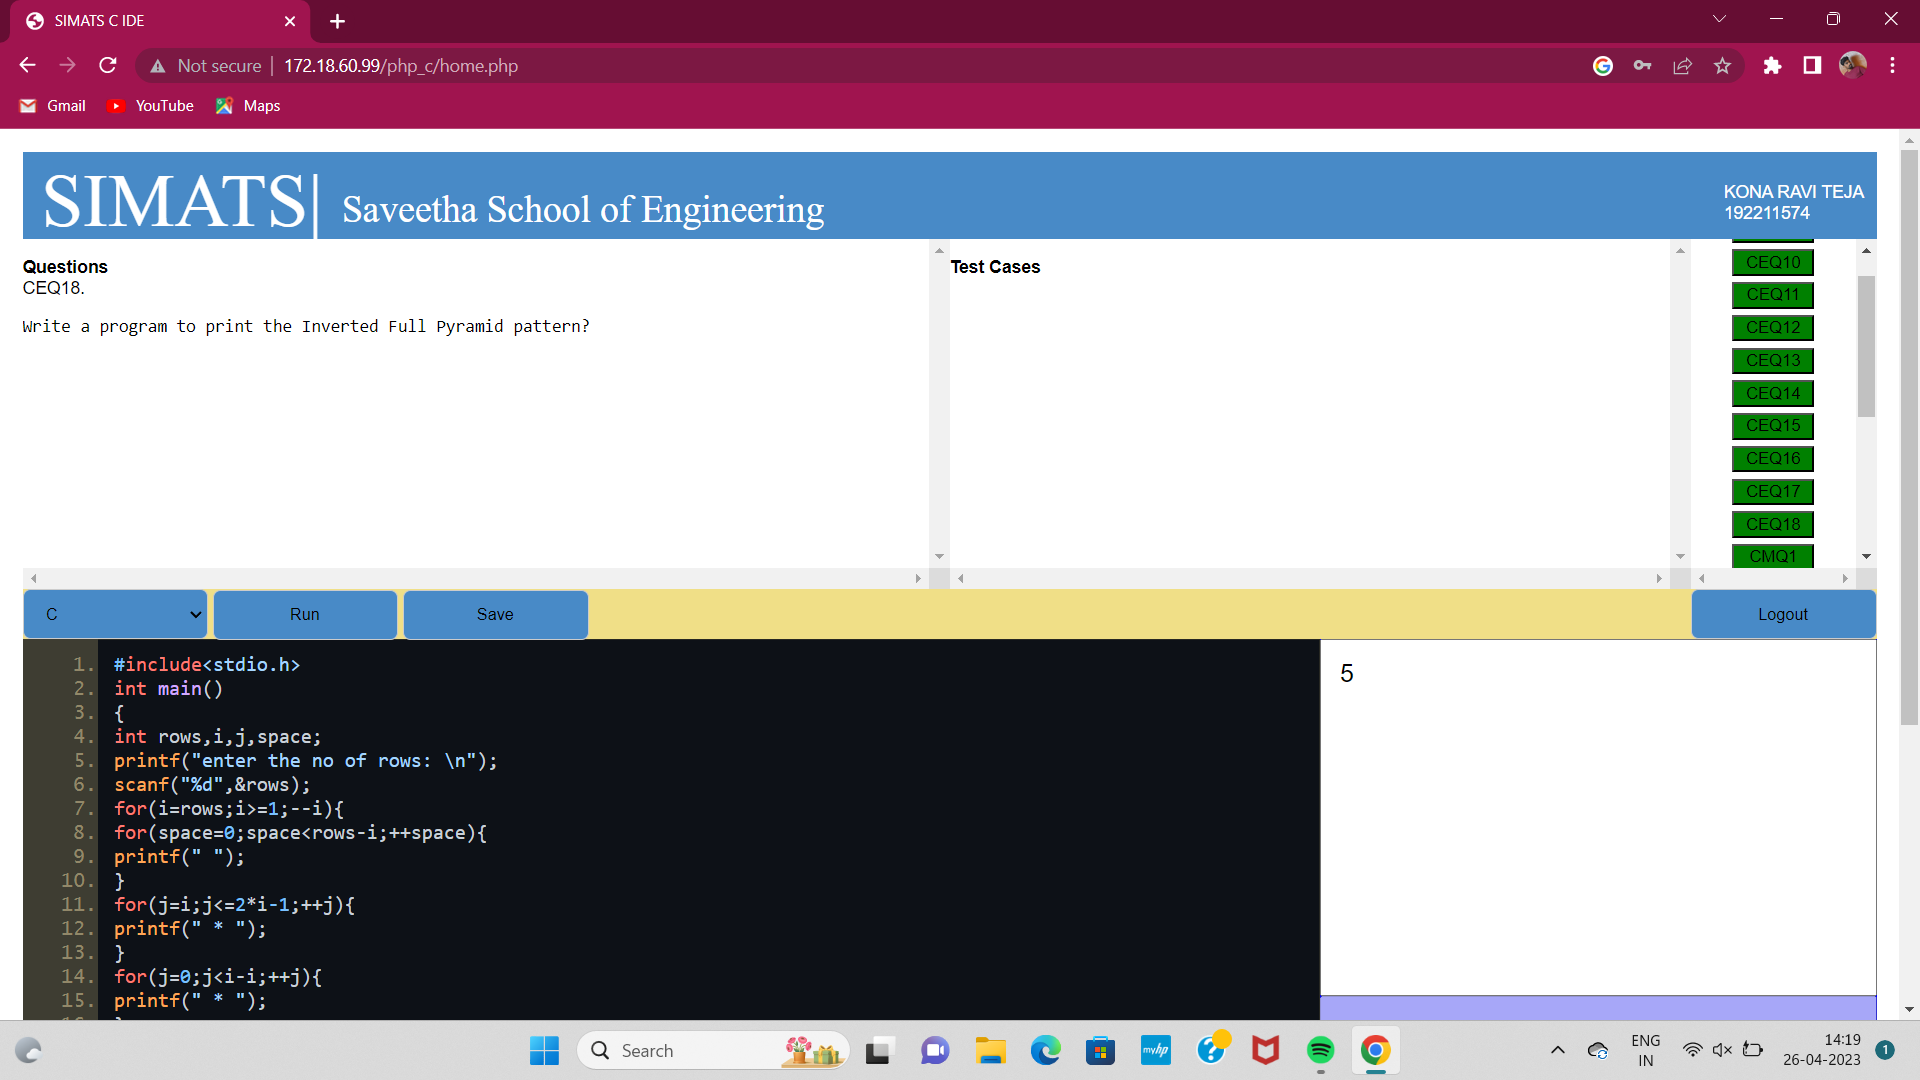 SIMATS C IDE
Not secure | 172.18.60.99/php_c/home.php
Gmail YouTube Maps
SIMATS| Saveetha School of Engineering
KONA RAVI TEJA
192211574
Questions
CEQ18.
Write a program to print the Inverted Full Pyramid pattern?
Test Cases
CEQ10
CEQ11
CEQ12
CEQ13
CEQ14
CEQ15
CEQ16
CEQ17
CEQ18
CMQ1
C Run Save Logout
1. #include<stdio.h>
2. int main()
3. {
4. int rows,i,j,space;
5. printf("enter the no of rows: \n");
6. scanf("%d",&rows);
7. for(i=rows;i>=1;--i){
8. for(space=0;space<rows-i;++space){
9. printf(" ");
10. }
11. for(j=i;j<=2*i-1;++j){
12. printf(" * ");
13. }
14. for(j=0;j<i-i;++j){
15. printf(" * ");
5
Search
myhp
ENG
IN
14:19
26-04-2023
1